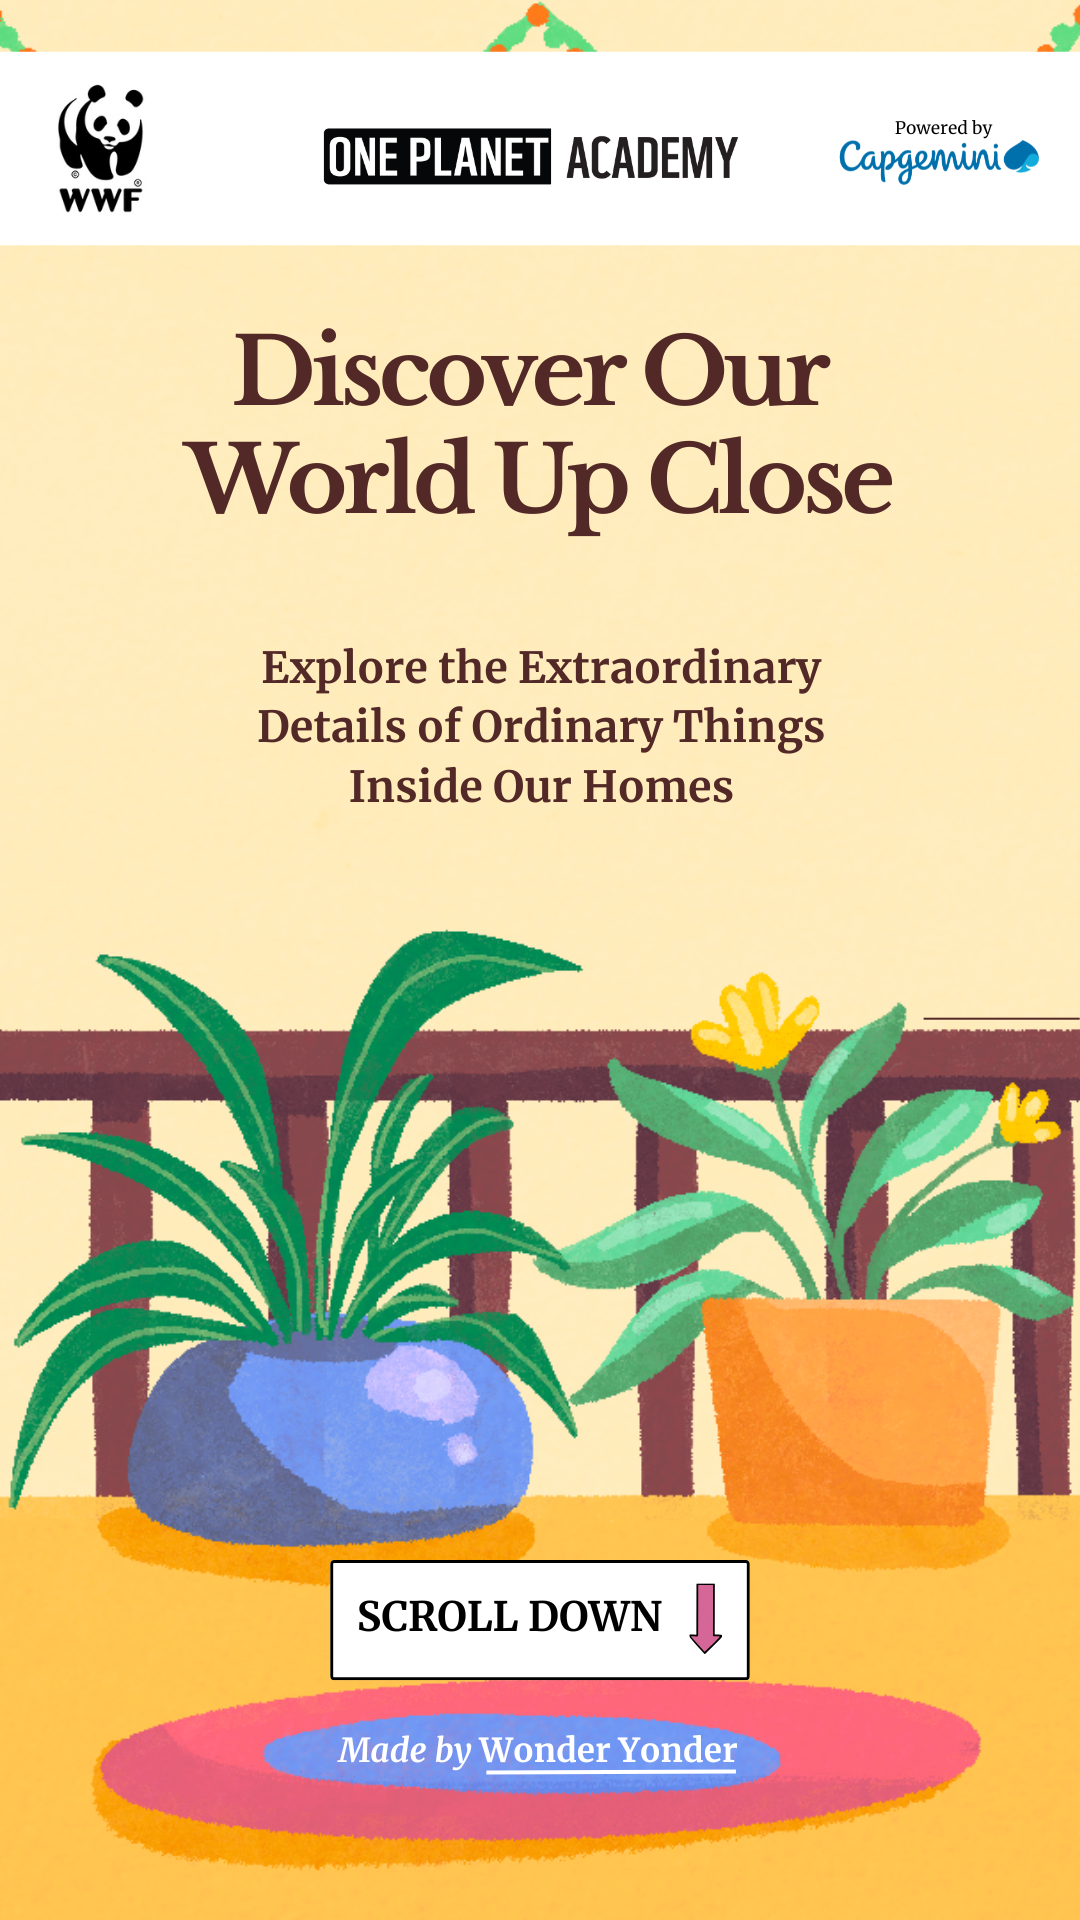 WWF
ONE PLANET ACADEMY
Powered by
Capgemini
Discover Our
World Up Close
Explore the Extraordinary
Details of Ordinary Things
Inside Our Homes
SCROLL DOWN
Made by Wonder Yonder